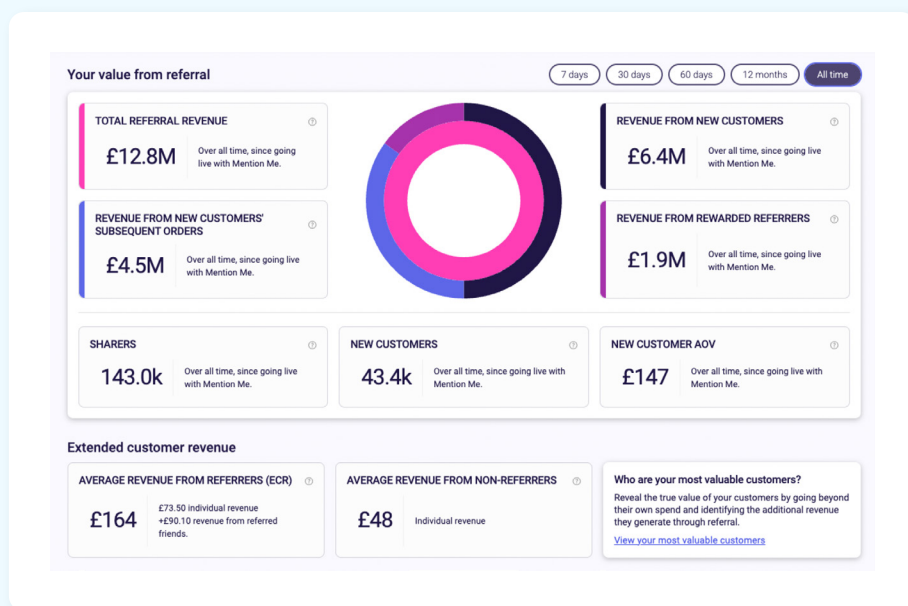 Your value from referral
7 days
30 days
60 days
12 months
All time
TOTAL REFERRAL REVENUE
£12.8M
Over all time, since going
live with Mention Me.
REVENUE FROM NEW CUSTOMERS'
SUBSEQUENT ORDERS
£4.5M
Over all time, since going live
with Mention Me.
REVENUE FROM NEW CUSTOMERS
£6.4M
Over all time, since going live
with Mention Me.
REVENUE FROM REWARDED REFERRERS
£1.9M
Over all time, since going live
with Mention Me.
SHARERS
143.0k
Over all time, since going live
with Mention Me.
NEW CUSTOMERS
43.4k
Over all time, since going live with
Mention Me.
NEW CUSTOMER AOV
£147
Over all time, since going live with
Mention Me.
Extended customer revenue
AVERAGE REVENUE FROM REFERRERS (ECR)
£164
£73.50 individual revenue
+£90.10 revenue from referred
friends.
AVERAGE REVENUE FROM NON-REFERRERS
£48
Individual revenue
Who are your most valuable customers?
Reveal the true value of your customers by going beyond
their own spend and identifying the additional revenue
they generate through referral.
View your most valuable customers